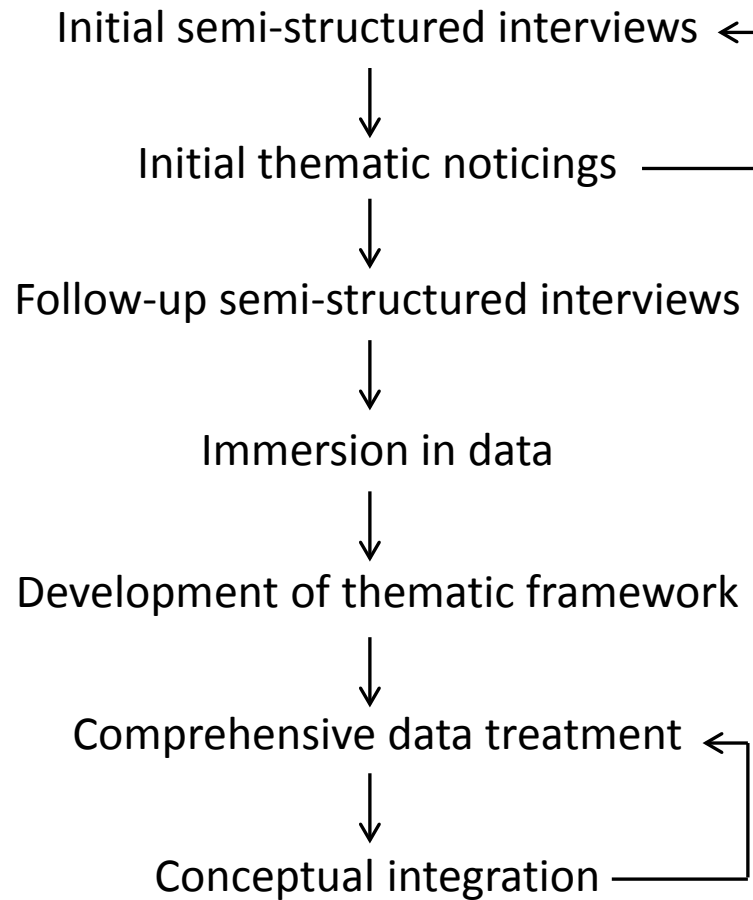 Initial semi-structured interviews
Initial thematic noticings
Follow-up semi-structured interviews
Immersion in data
Development of thematic framework
Comprehensive data treatment
Conceptual integration